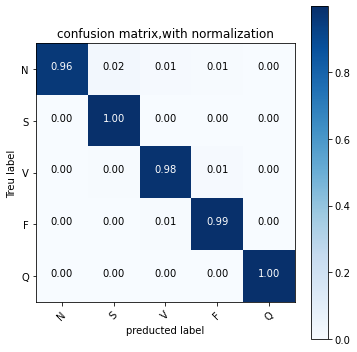 confusion matrix,with normalization
Treu label
N 0.96 0.02 0.01 0.01 0.00
S 0.00 1.00 0.00 0.00 0.00
V 0.00 0.00 0.98 0.01 0.00
F 0.00 0.00 0.01 0.99 0.00
Q 0.00 0.00 0.00 0.00 1.00
N S V F Q
preducted label
0.8
0.6
0.4
0.2
0.0